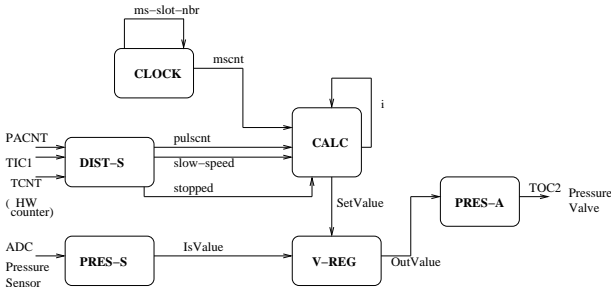 ms-slot-nbr
CLOCK
mscnt
i
PACNT
pulscnt
CALC
TIC1
DIST-S
slow-speed
TCNT
stopped
( HW
counter)
SetValue
PRES-A
TOC2
Pressure
Valve
ADC
Pressure
Sensor
PRES-S
IsValue
V-REG
OutValue